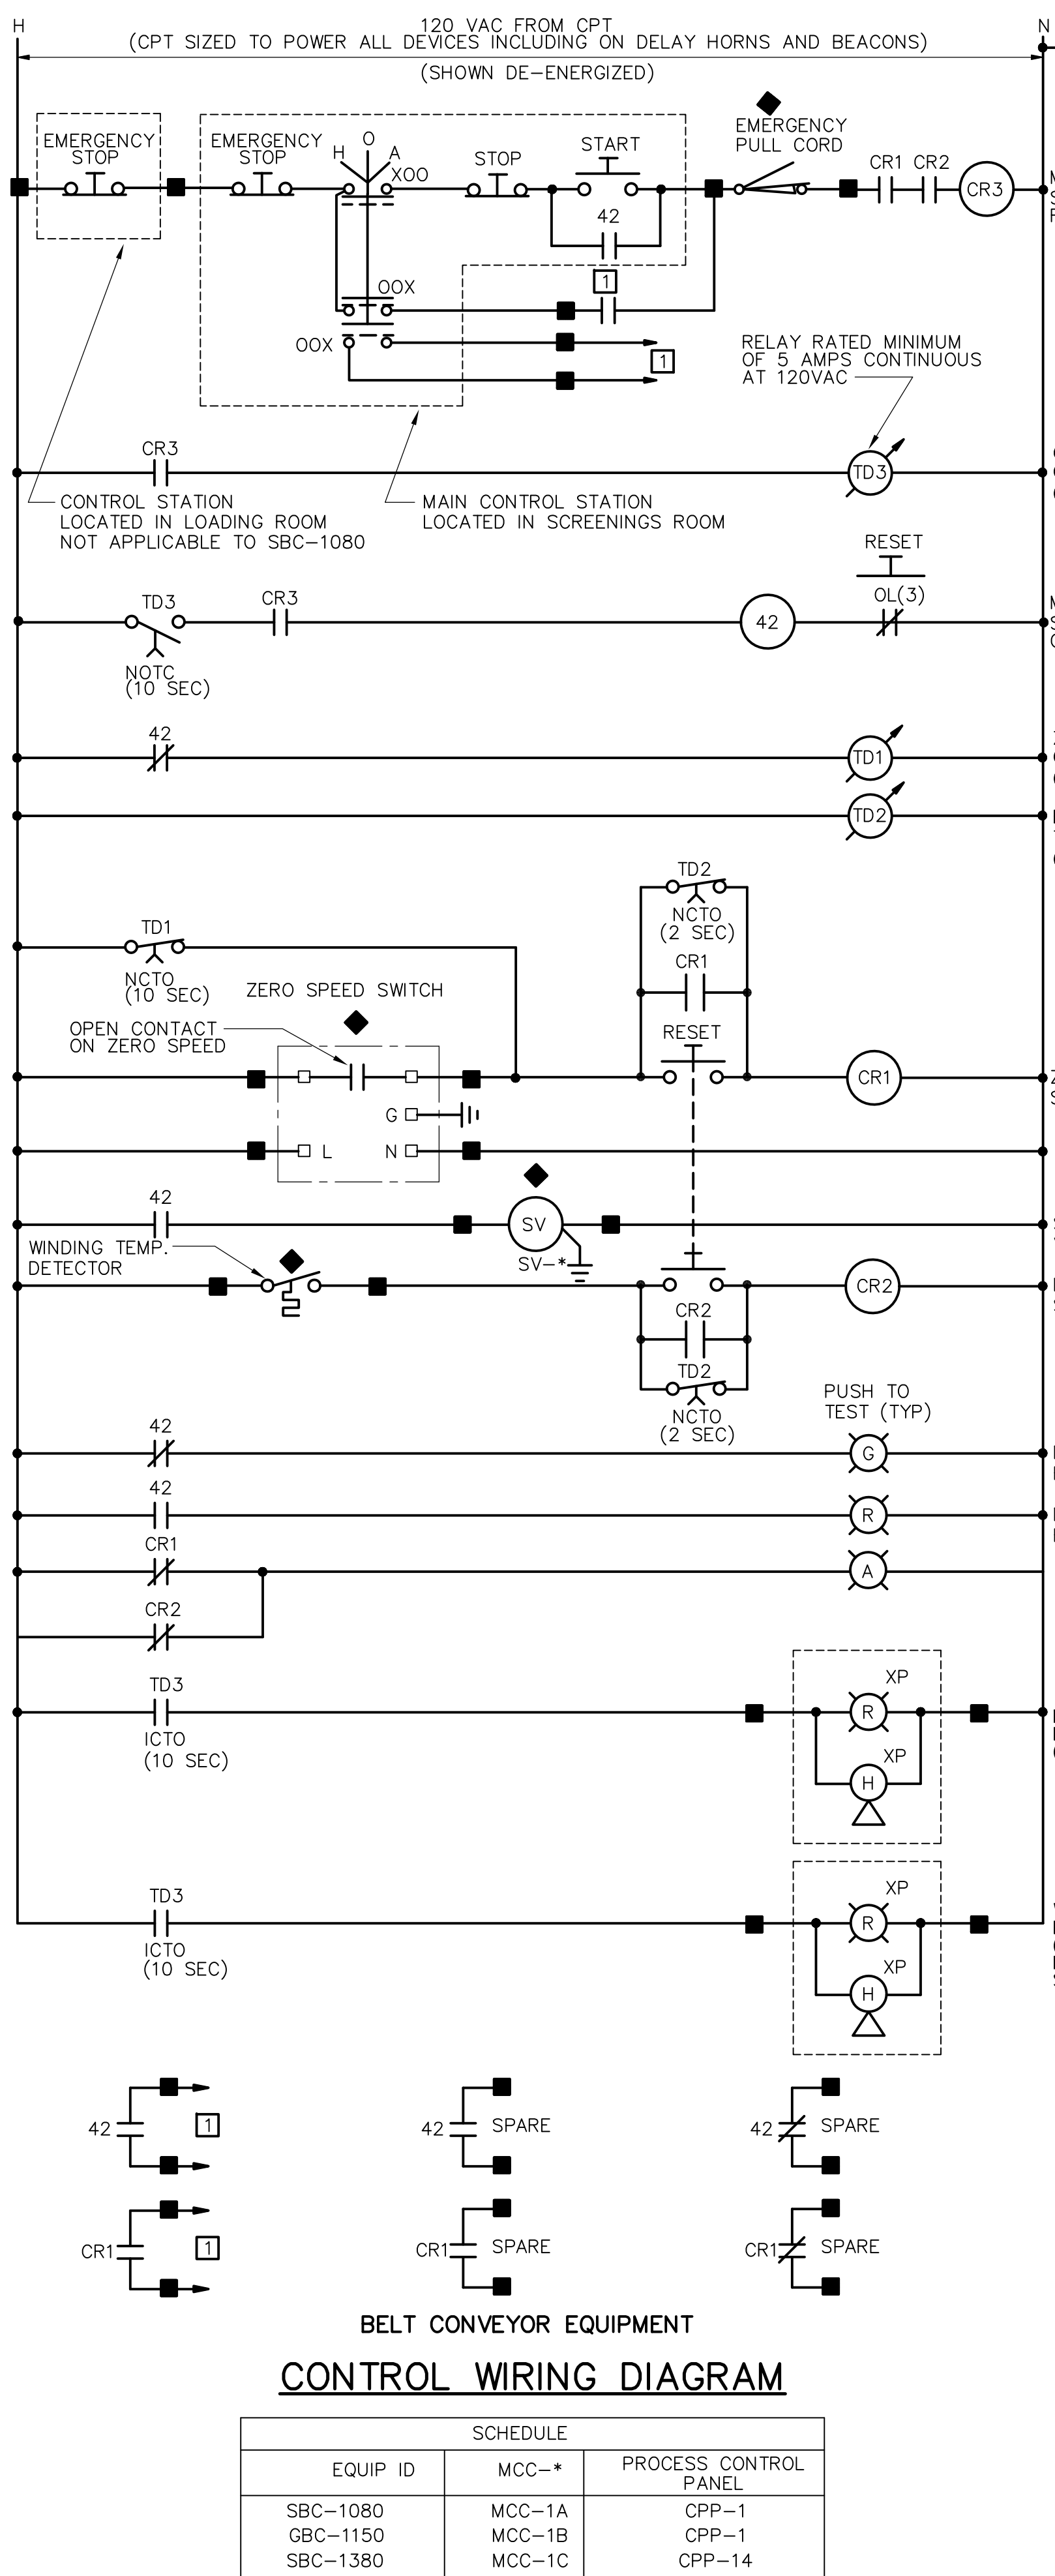 H
120 VAC FROM CPT
N
(CPT SIZED TO POWER ALL DEVICES INCLUDING ON DELAY HORNS AND BEACONS)
(SHOWN DE-ENERGIZED)
EMERGENCY
STOP
EMERGENCY
STOP
H
O
A
XOO
STOP
START
42
EMERGENCY
PULL CORD
CR1
CR2
CR3
OOX
1
OOX
1
RELAY RATED MINIMUM
OF 5 AMPS CONTINUOUS
AT 120VAC
CR3
TD3
CONTROL STATION
LOCATED IN LOADING ROOM
NOT APPLICABLE TO SBC-1080
MAIN CONTROL STATION
LOCATED IN SCREENINGS ROOM
RESET
TD3
CR3
42
OL(3)
NOTC
(10 SEC)
42
TD1
TD2
TD2
NCTO
(2 SEC)
TD1
NCTO
(10 SEC)
CR1
ZERO SPEED SWITCH
OPEN CONTACT
ON ZERO SPEED
RESET
CR1
G
L
N
42
SV
SV-*
WINDING TEMP.
DETECTOR
CR2
CR2
TD2
NCTO
(2 SEC)
PUSH TO
TEST (TYP)
42
G
42
R
CR1
A
CR2
TD3
ICTO
(10 SEC)
XP
R
XP
H
TD3
ICTO
(10 SEC)
XP
R
XP
H
42
1
42
SPARE
42
SPARE
CR1
1
CR1
SPARE
CR1
SPARE
BELT CONVEYOR EQUIPMENT
CONTROL WIRING DIAGRAM
SCHEDULE
EQUIP ID
MCC-*
PROCESS CONTROL
PANEL
SBC-1080
MCC-1A
CPP-1
GBC-1150
MCC-1B
CPP-1
SBC-1380
MCC-1C
CPP-14